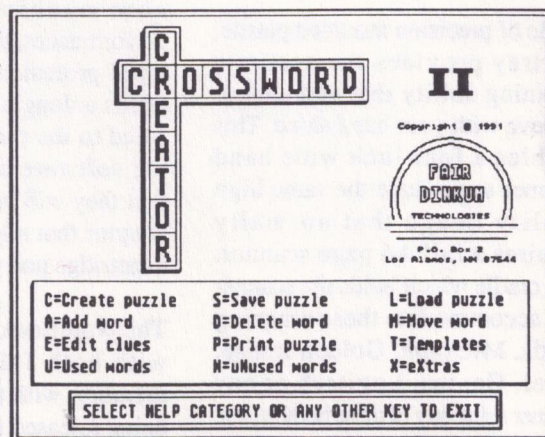 CREATOR
CROSSWORD
II
Copyright (c) 1991
FAIR
DINKUM
TECHNOLOGIES
P.O. Box 2
Los Alamos, NM 87544
C=Create puzzle S=Save puzzle L=Load puzzle
A=Add word D=Delete word M=Move word
E=Edit clues P=Print puzzle T=Templates
U=Used words N=uNused words X=eXtras
SELECT HELP CATEGORY OR ANY OTHER KEY TO EXIT